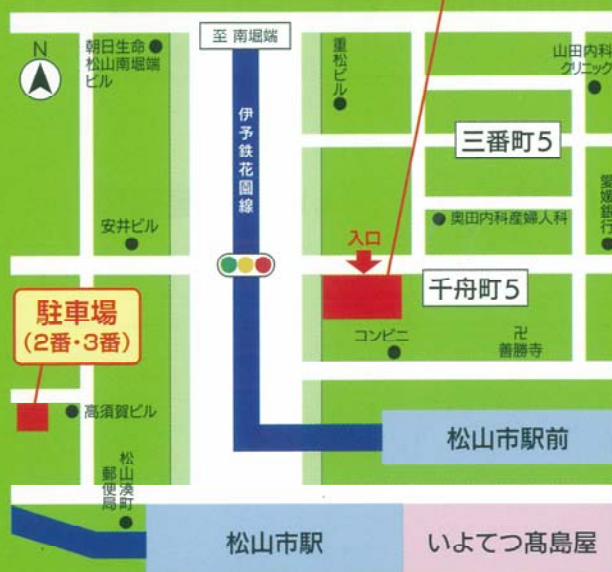 N
朝日生命
松山南堀端
ビル
至 南堀端
重松ビル
山田内科
クリニック
伊予鉄花園線
三番町5
愛媛銀行
奥田内科産婦人科
安井ビル
入口
千舟町5
駐車場
(2番・3番)
コンビニ
卍
善勝寺
高須賀ビル
松山市駅前
松山湊町
郵便局
松山市駅
いよてつ髙島屋